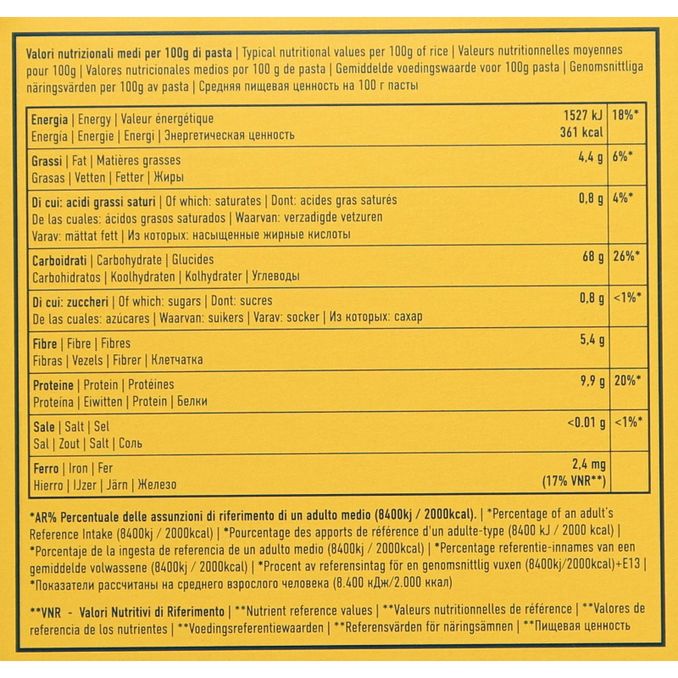 Valori nutrizionali medi per 100g di pasta | Typical nutritional values per 100g of rice | Valeurs nutritionnelles moyennes
pour 100g | Valores nutricionales medios por 100 g de pasta | Gemiddelde voedingswaarde voor 100g pasta | Genomsnittliga
näringsvärden per 100g av pasta | Средняя пищевая ценность на 100 г пасты
Energia | Energy | Valeur énergétique 1527 kJ 18%*
Energía | Energie | Energi | Энергетическая ценность 361 kcal
Grassi | Fat | Matières grasses 4,4 g 6%*
Grasas | Vetten | Fetter | Жиры
Di cui: acidi grassi saturi | Of which: saturates | Dont: acides gras saturés 0,8 g 4%*
De las cuales: ácidos grasos saturados | Waarvan: verzadigde vetzuren
Varav: mättat fett | Из которых: насыщенные жирные кислоты
Carboidrati | Carbohydrate | Glucides 68 g 26%*
Carbohidratos | Koolhydraten | Kolhydrater | Углеводы
Di cui: zuccheri | Of which: sugars | Dont: sucres 0,8 g <1%*
De las cuales: azúcares | Waarvan: suikers | Varav: socker | Из которых: сахар
Fibre | Fibre | Fibres 5,4 g
Fibras | Vezels | Fibrer | Клетчатка
Proteine | Protein | Protéines 9,9 g 20%*
Proteína | Eiwitten | Protein | Белки
Sale | Salt | Sel <0.01 g <1%*
Sal | Zout | Salt | Соль
Ferro | Iron | Fer 2,4 mg
Hierro | IJzer | Järn | Железо (17% VNR**)
*AR% Percentuale delle assunzioni di riferimento di un adulto medio (8400kj / 2000kcal). | *Percentage of an adult's
Reference Intake (8400kj / 2000kcal) | *Pourcentage des apports de référence d'un adulte-type (8400 kJ / 2000 kcal) |
*Porcentaje de la ingesta de referencia de un adulto medio (8400kj / 2000kcal) | *Percentage referentie-innames van een
gemiddelde volwassene (8400kj / 2000kcal) | *Procent av referensintag för en genomsnittlig vuxen (8400kj/2000kcal)+E13 |
*Показатели рассчитаны на среднего взрослого человека (8.400 кДж/2.000 ккал)
**VNR - Valori Nutritivi di Riferimento | **Nutrient reference values | **Valeurs nutritionnelles de référence | **Valores de
referencia de los nutrientes | **Voedingsreferentiewaarden | **Referensvärden för näringsämnen | **Пищевая ценность